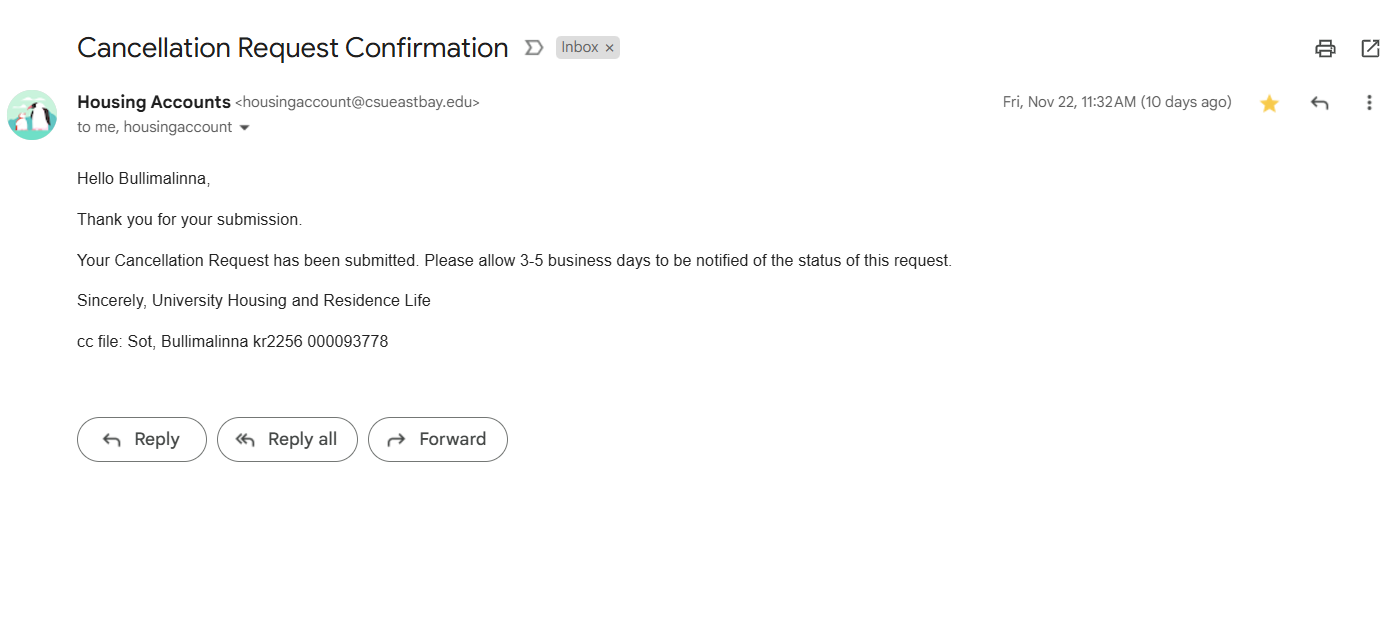 Cancellation Request Confirmation Inbox ×
Housing Accounts <housingaccount@csueastbay.edu> Fri, Nov 22, 11:32 AM (10 days ago)
to me, housingaccount
Hello Bullimalinna,
Thank you for your submission.
Your Cancellation Request has been submitted. Please allow 3-5 business days to be notified of the status of this request.
Sincerely, University Housing and Residence Life
cc file: Sot, Bullimalinna kr2256 000093778
Reply Reply all Forward